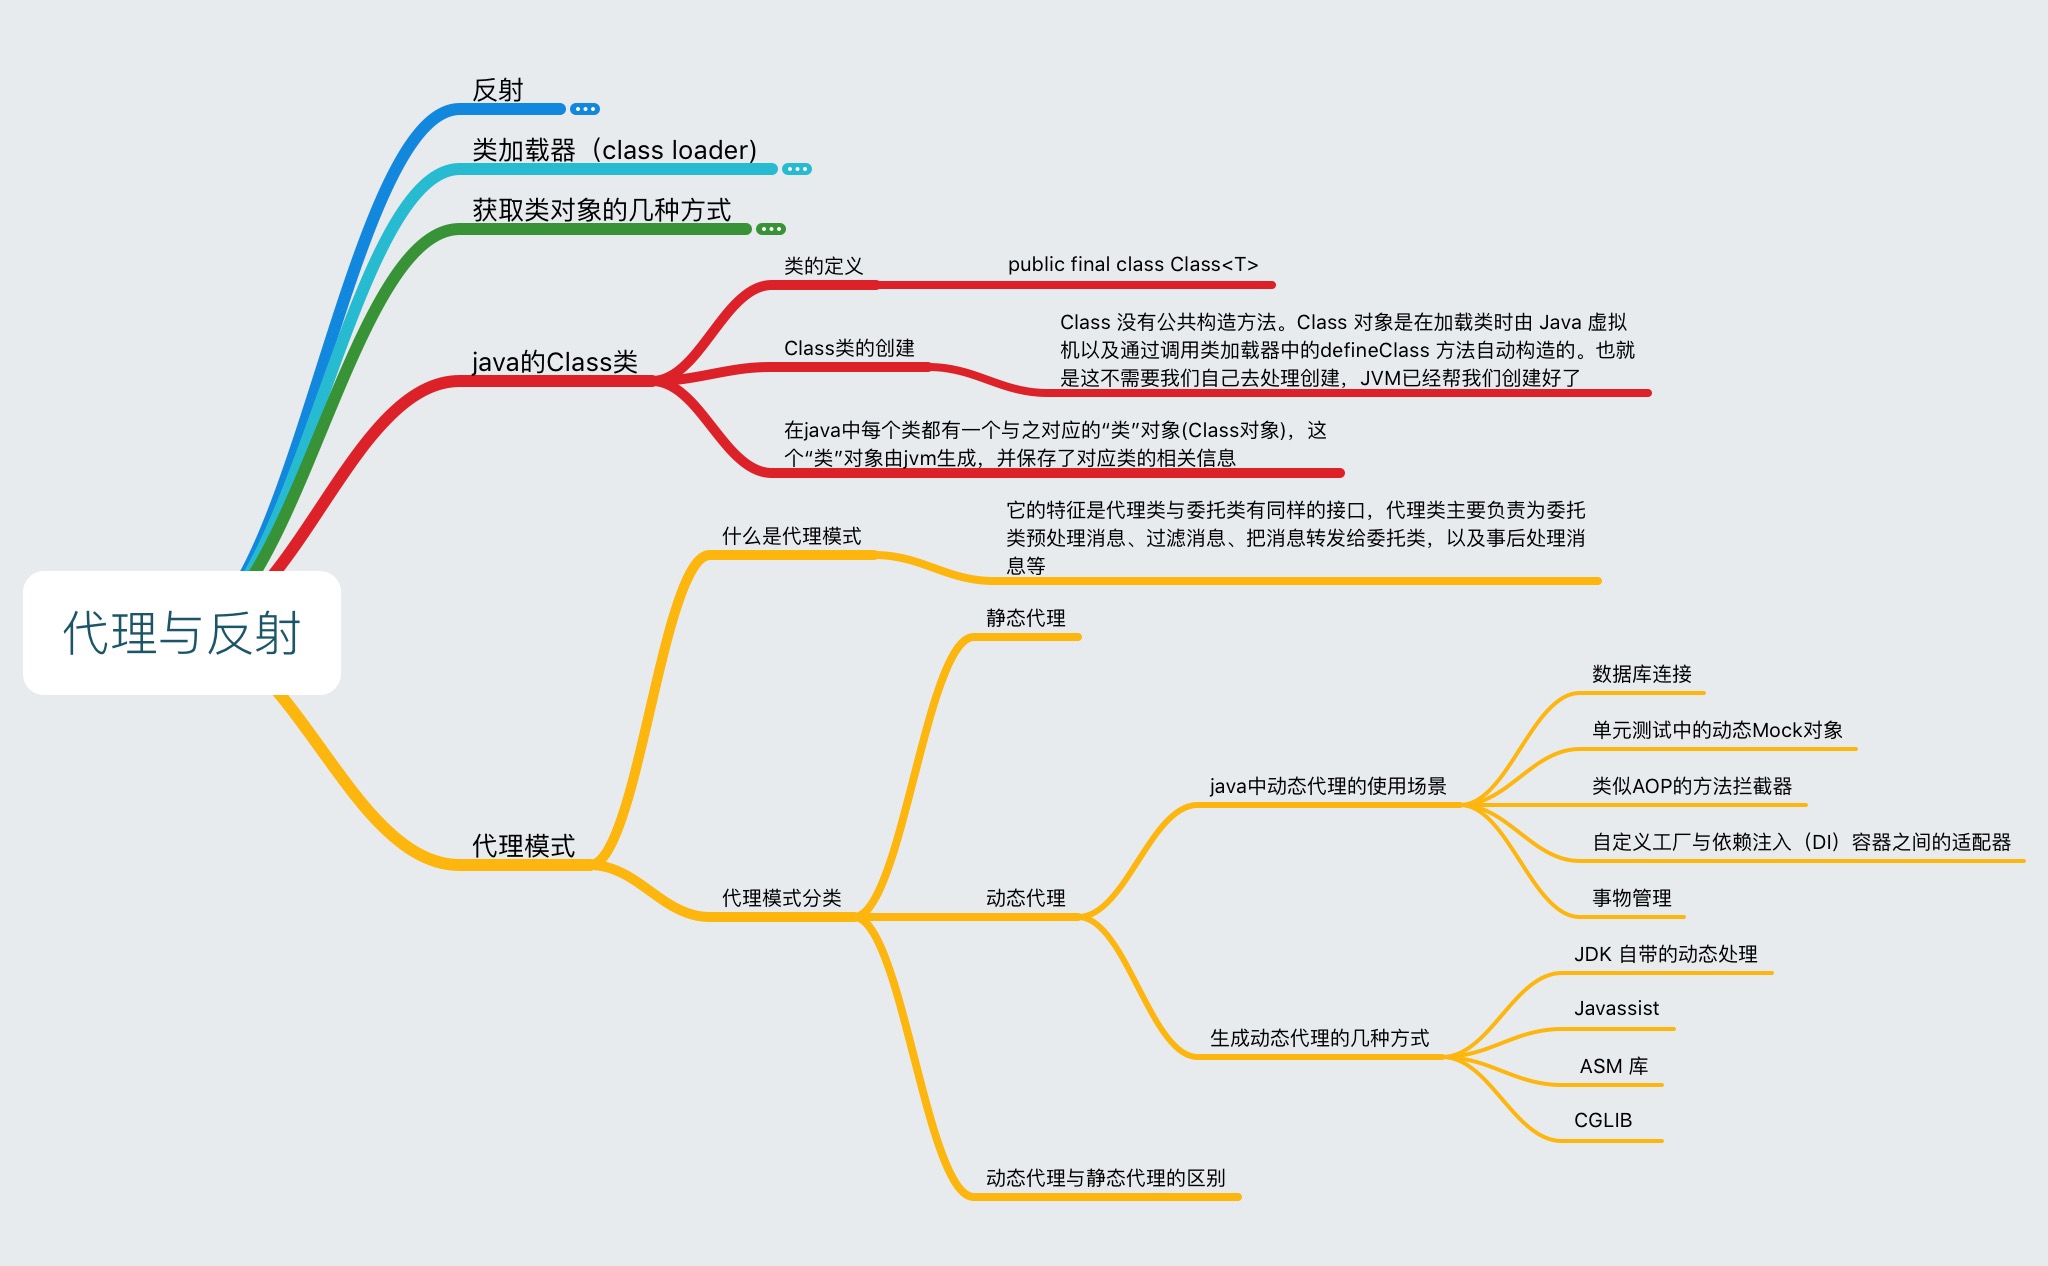 反射
类加载器（class loader)
获取类对象的几种方式
java的Class类
类的定义
public final class Class<T>
Class类的创建
Class 没有公共构造方法。Class 对象是在加载类时由 Java 虚拟
机以及通过调用类加载器中的defineClass 方法自动构造的。也就
是这不需要我们自己去处理创建，JVM已经帮我们创建好了
在java中每个类都有一个与之对应的“类”对象(Class对象)，这
个“类”对象由jvm生成，并保存了对应类的相关信息
代理与反射
代理模式
什么是代理模式
它的特征是代理类与委托类有同样的接口，代理类主要负责为委托
类预处理消息、过滤消息、把消息转发给委托类，以及事后处理消
息等
代理模式分类
静态代理
动态代理
java中动态代理的使用场景
数据库连接
单元测试中的动态Mock对象
类似AOP的方法拦截器
自定义工厂与依赖注入（DI）容器之间的适配器
事物管理
生成动态代理的几种方式
JDK 自带的动态处理
Javassist
ASM 库
CGLIB
动态代理与静态代理的区别